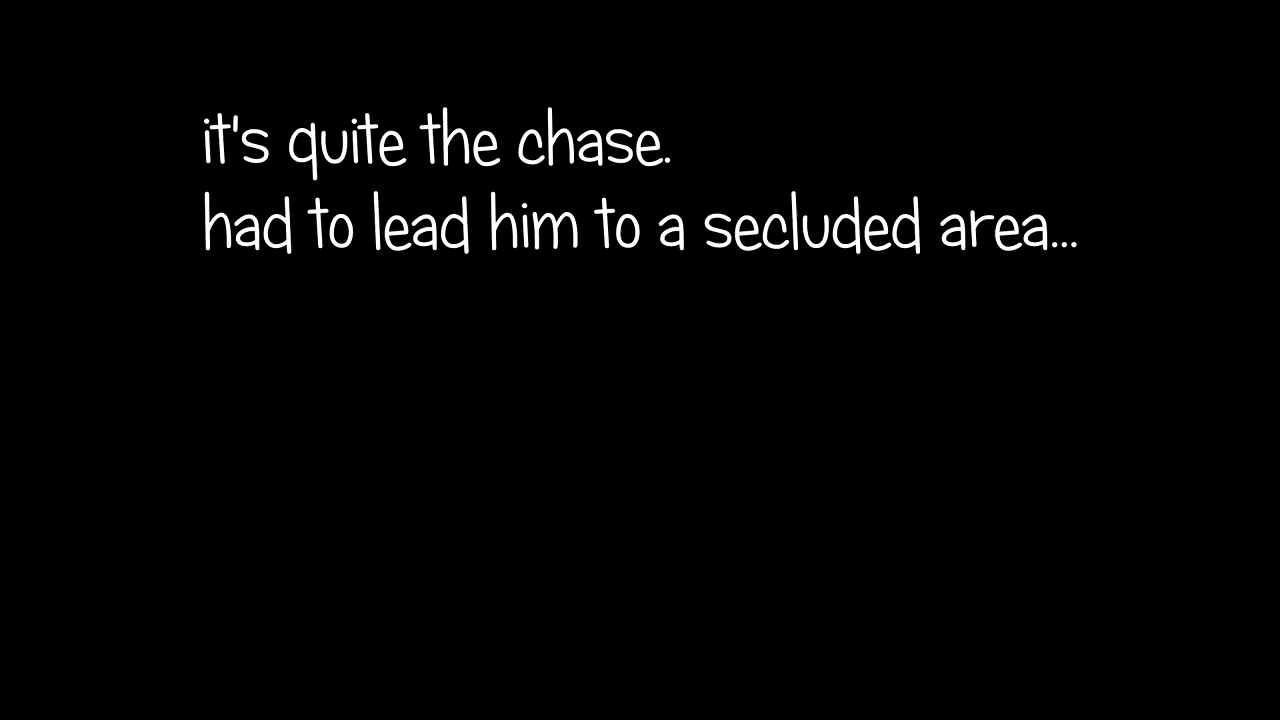 it's quite the chase.
had to lead him to a secluded area...